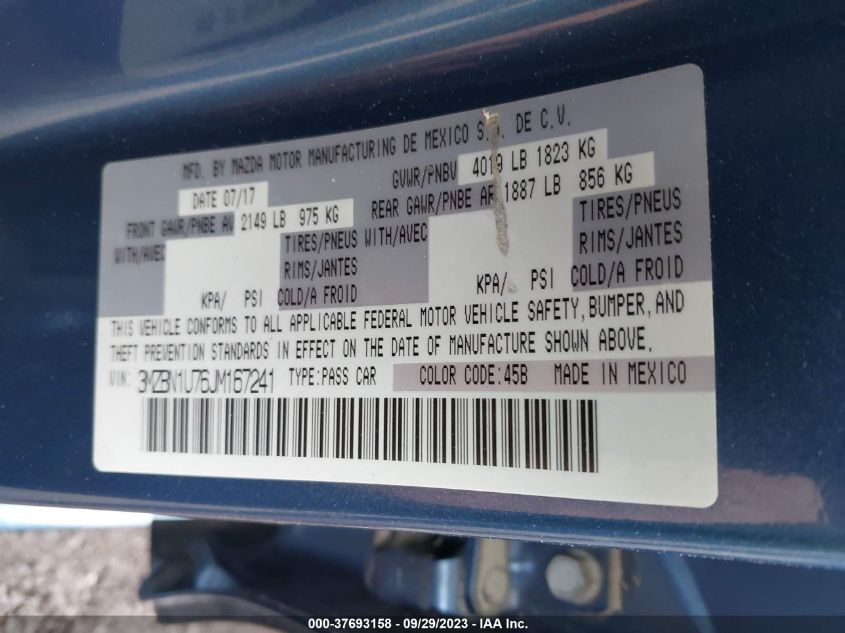 MFD. BY MAZDA MOTOR MANUFACTURING DE MEXICO S.A. DE C.V.
DATE 07/17 GVWR/PNBV 4019 LB 1823 KG
FRONT GAWR/PNBE AV 2149 LB 975 KG REAR GAWR/PNBE AR 1887 LB 856 KG
WITH/AVEC TIRES/PNEUS WITH/AVEC TIRES/PNEUS
RIMS/JANTES RIMS/JANTES
KPA/ PSI COLD/A FROID KPA/ PSI COLD/A FROID
THIS VEHICLE CONFORMS TO ALL APPLICABLE FEDERAL MOTOR VEHICLE SAFETY, BUMPER, AND
THEFT PREVENTION STANDARDS IN EFFECT ON THE DATE OF MANUFACTURE SHOWN ABOVE.
VIN: 3MZBN1U76JM167241 TYPE:PASS CAR COLOR CODE:45B MADE IN MEXICO
000-37693158 - 09/29/2023 - IAA Inc.